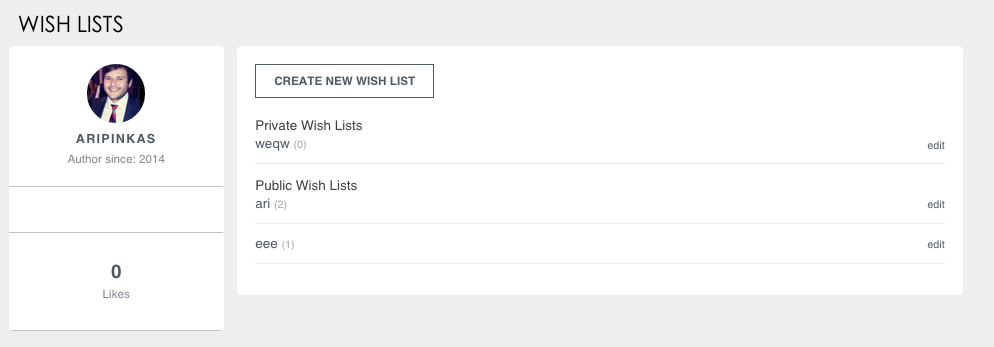 WISH LISTS
ARIPINKAS
Author since: 2014
0
Likes
CREATE NEW WISH LIST
Private Wish Lists
weqw (0) edit
Public Wish Lists
ari (2) edit
eee (1) edit